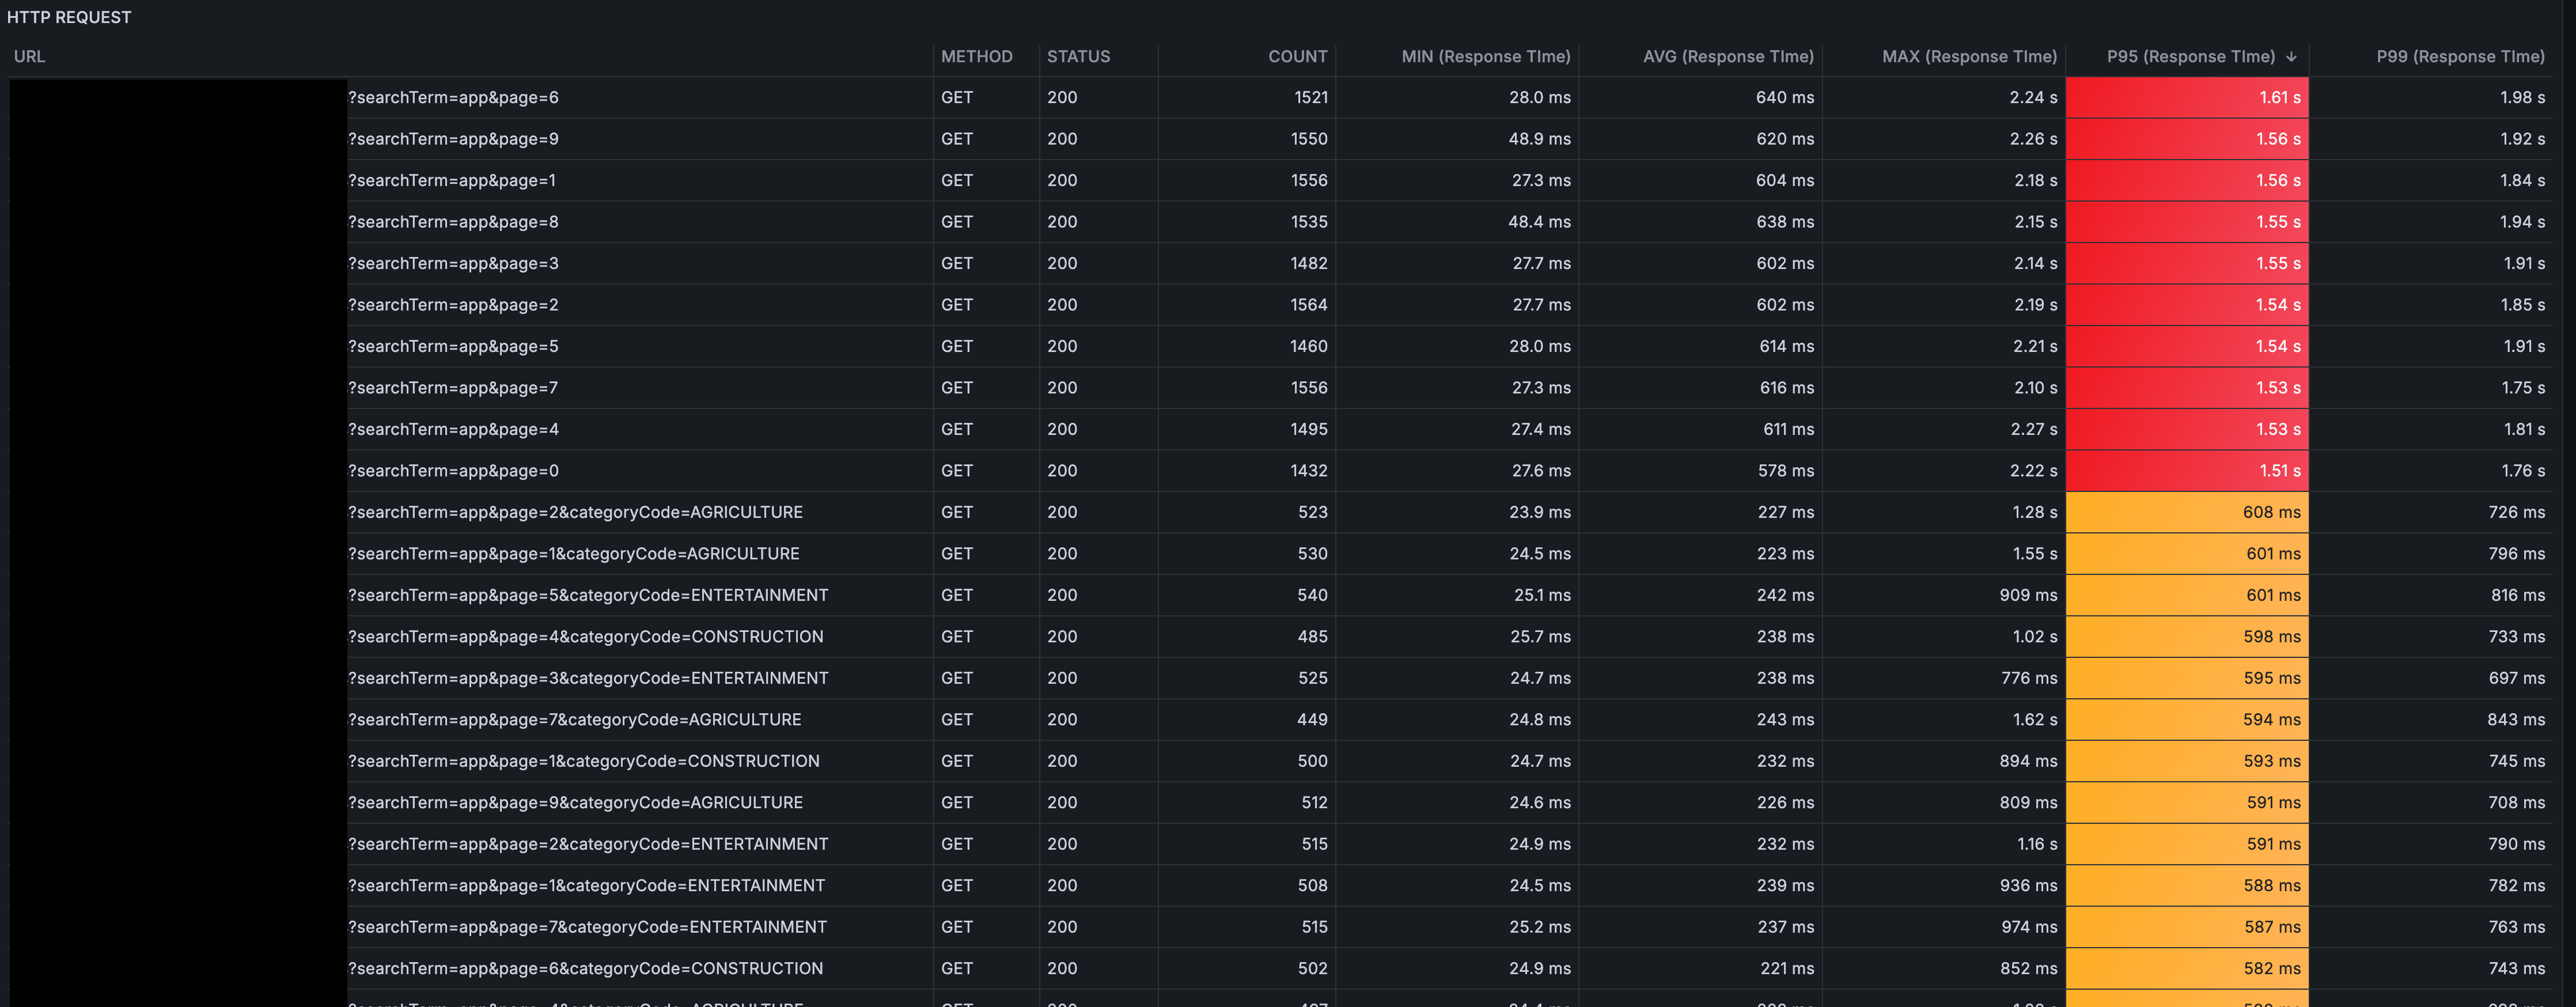 HTTP REQUEST
URL METHOD STATUS COUNT MIN (Response TIme) AVG (Response TIme) MAX (Response TIme) P95 (Response TIme) ↓ P99 (Response TIme)
?searchTerm=app&page=6 GET 200 1521 28.0 ms 640 ms 2.24 s 1.61 s 1.98 s
?searchTerm=app&page=9 GET 200 1550 48.9 ms 620 ms 2.26 s 1.56 s 1.92 s
?searchTerm=app&page=1 GET 200 1556 27.3 ms 604 ms 2.18 s 1.56 s 1.84 s
?searchTerm=app&page=8 GET 200 1535 48.4 ms 638 ms 2.15 s 1.55 s 1.94 s
?searchTerm=app&page=3 GET 200 1482 27.7 ms 602 ms 2.14 s 1.55 s 1.91 s
?searchTerm=app&page=2 GET 200 1564 27.7 ms 602 ms 2.19 s 1.54 s 1.85 s
?searchTerm=app&page=5 GET 200 1460 28.0 ms 614 ms 2.21 s 1.54 s 1.91 s
?searchTerm=app&page=7 GET 200 1556 27.3 ms 616 ms 2.10 s 1.53 s 1.75 s
?searchTerm=app&page=4 GET 200 1495 27.4 ms 611 ms 2.27 s 1.53 s 1.81 s
?searchTerm=app&page=0 GET 200 1432 27.6 ms 578 ms 2.22 s 1.51 s 1.76 s
?searchTerm=app&page=2&categoryCode=AGRICULTURE GET 200 523 23.9 ms 227 ms 1.28 s 608 ms 726 ms
?searchTerm=app&page=1&categoryCode=AGRICULTURE GET 200 530 24.5 ms 223 ms 1.55 s 601 ms 796 ms
?searchTerm=app&page=5&categoryCode=ENTERTAINMENT GET 200 540 25.1 ms 242 ms 909 ms 601 ms 816 ms
?searchTerm=app&page=4&categoryCode=CONSTRUCTION GET 200 485 25.7 ms 238 ms 1.02 s 598 ms 733 ms
?searchTerm=app&page=3&categoryCode=ENTERTAINMENT GET 200 525 24.7 ms 238 ms 776 ms 595 ms 697 ms
?searchTerm=app&page=7&categoryCode=AGRICULTURE GET 200 449 24.8 ms 243 ms 1.62 s 594 ms 843 ms
?searchTerm=app&page=1&categoryCode=CONSTRUCTION GET 200 500 24.7 ms 232 ms 894 ms 593 ms 745 ms
?searchTerm=app&page=9&categoryCode=AGRICULTURE GET 200 512 24.6 ms 226 ms 809 ms 591 ms 708 ms
?searchTerm=app&page=2&categoryCode=ENTERTAINMENT GET 200 515 24.9 ms 232 ms 1.16 s 591 ms 790 ms
?searchTerm=app&page=1&categoryCode=ENTERTAINMENT GET 200 508 24.5 ms 239 ms 936 ms 588 ms 782 ms
?searchTerm=app&page=7&categoryCode=ENTERTAINMENT GET 200 515 25.2 ms 237 ms 974 ms 587 ms 763 ms
?searchTerm=app&page=6&categoryCode=CONSTRUCTION GET 200 502 24.9 ms 221 ms 852 ms 582 ms 743 ms